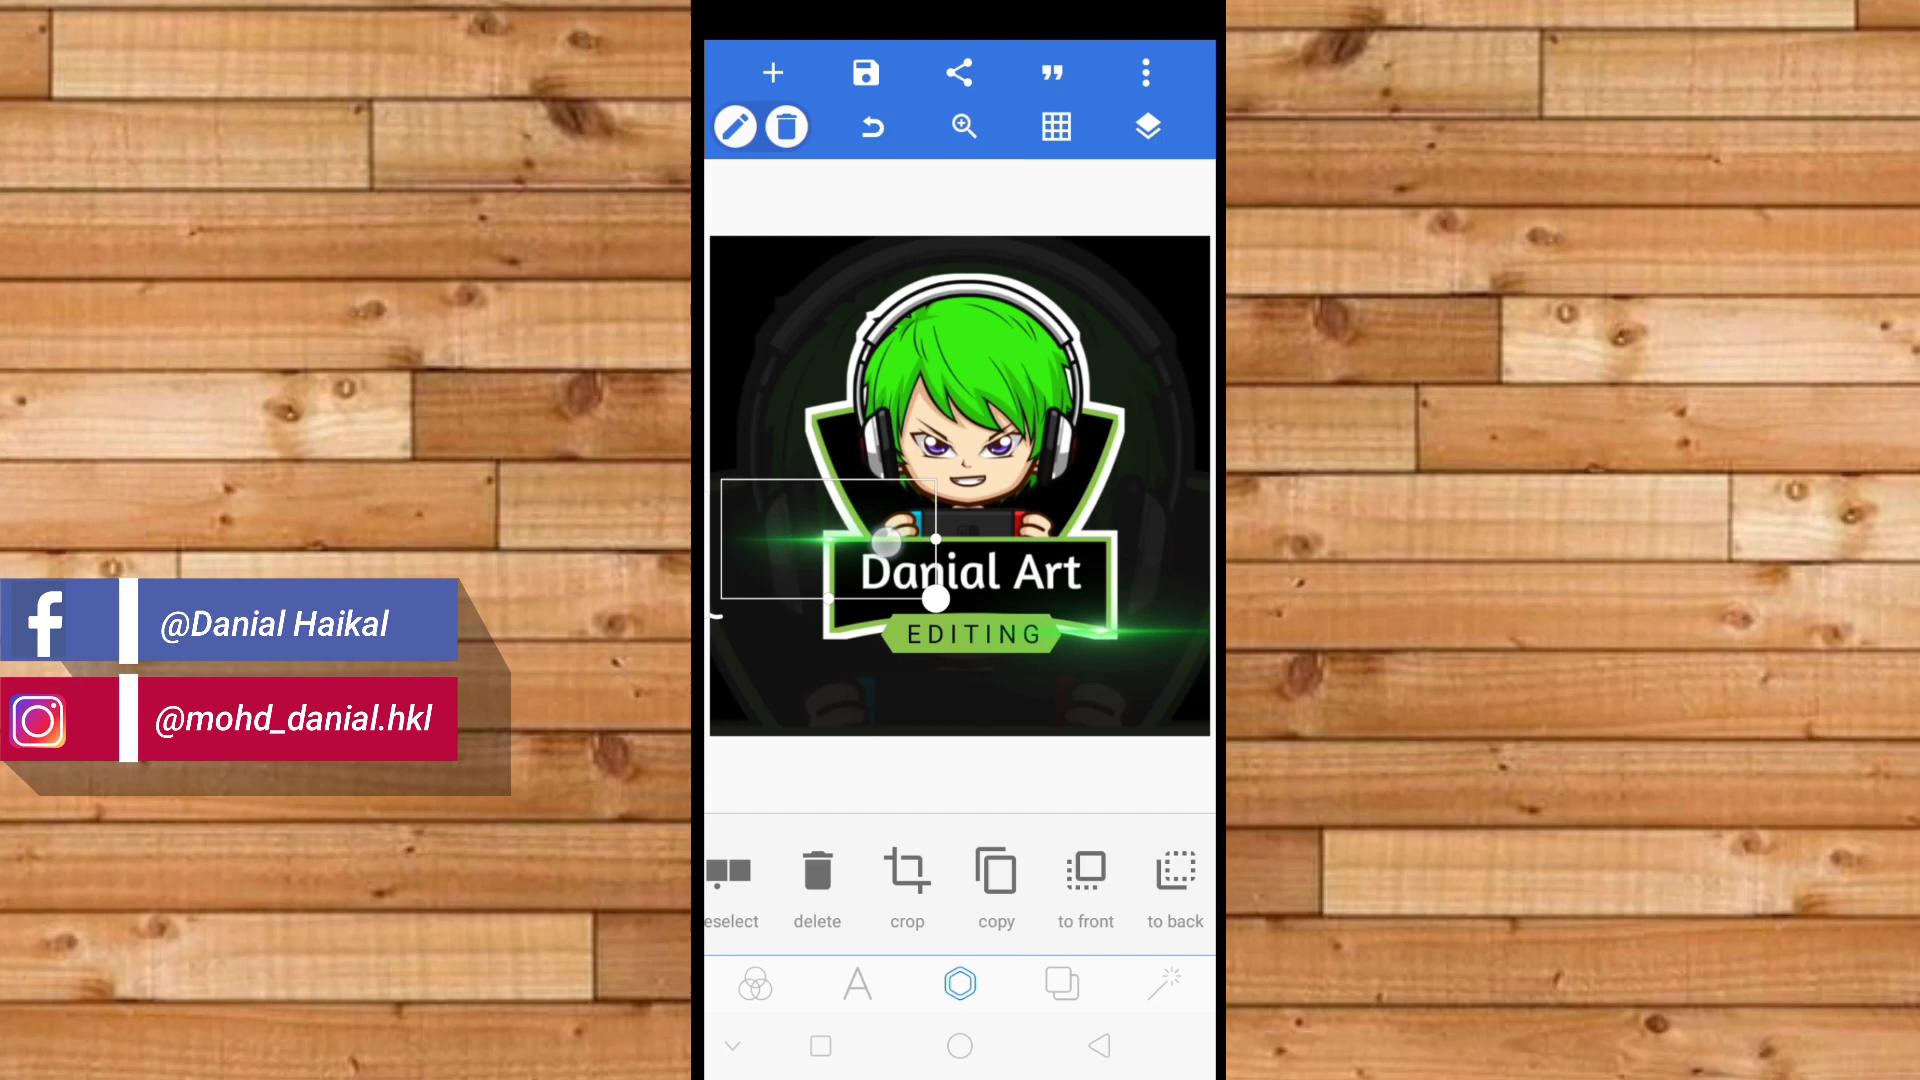 @Danial Haikal
@mohd_danial.hkl
Danial Art
EDITING
eselect
delete
crop
copy
to front
to back